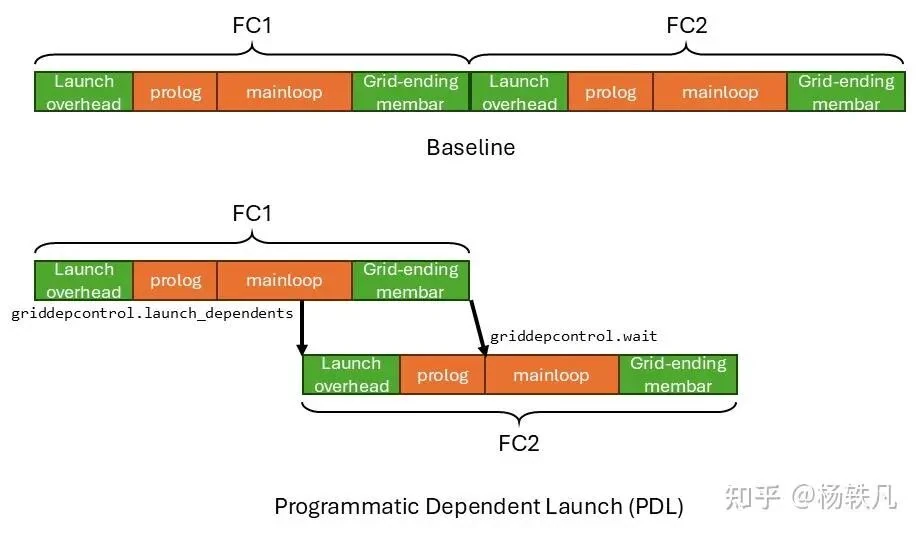 FC1 FC2
Launch overhead prolog mainloop Grid-ending membar Launch overhead prolog mainloop Grid-ending membar
Baseline
FC1
Launch overhead prolog mainloop Grid-ending membar
griddepcontrol.launch_dependents
griddepcontrol.wait
Launch overhead prolog mainloop Grid-ending membar
FC2
Programmatic Dependent Launch (PDL)
知乎 @杨轶凡